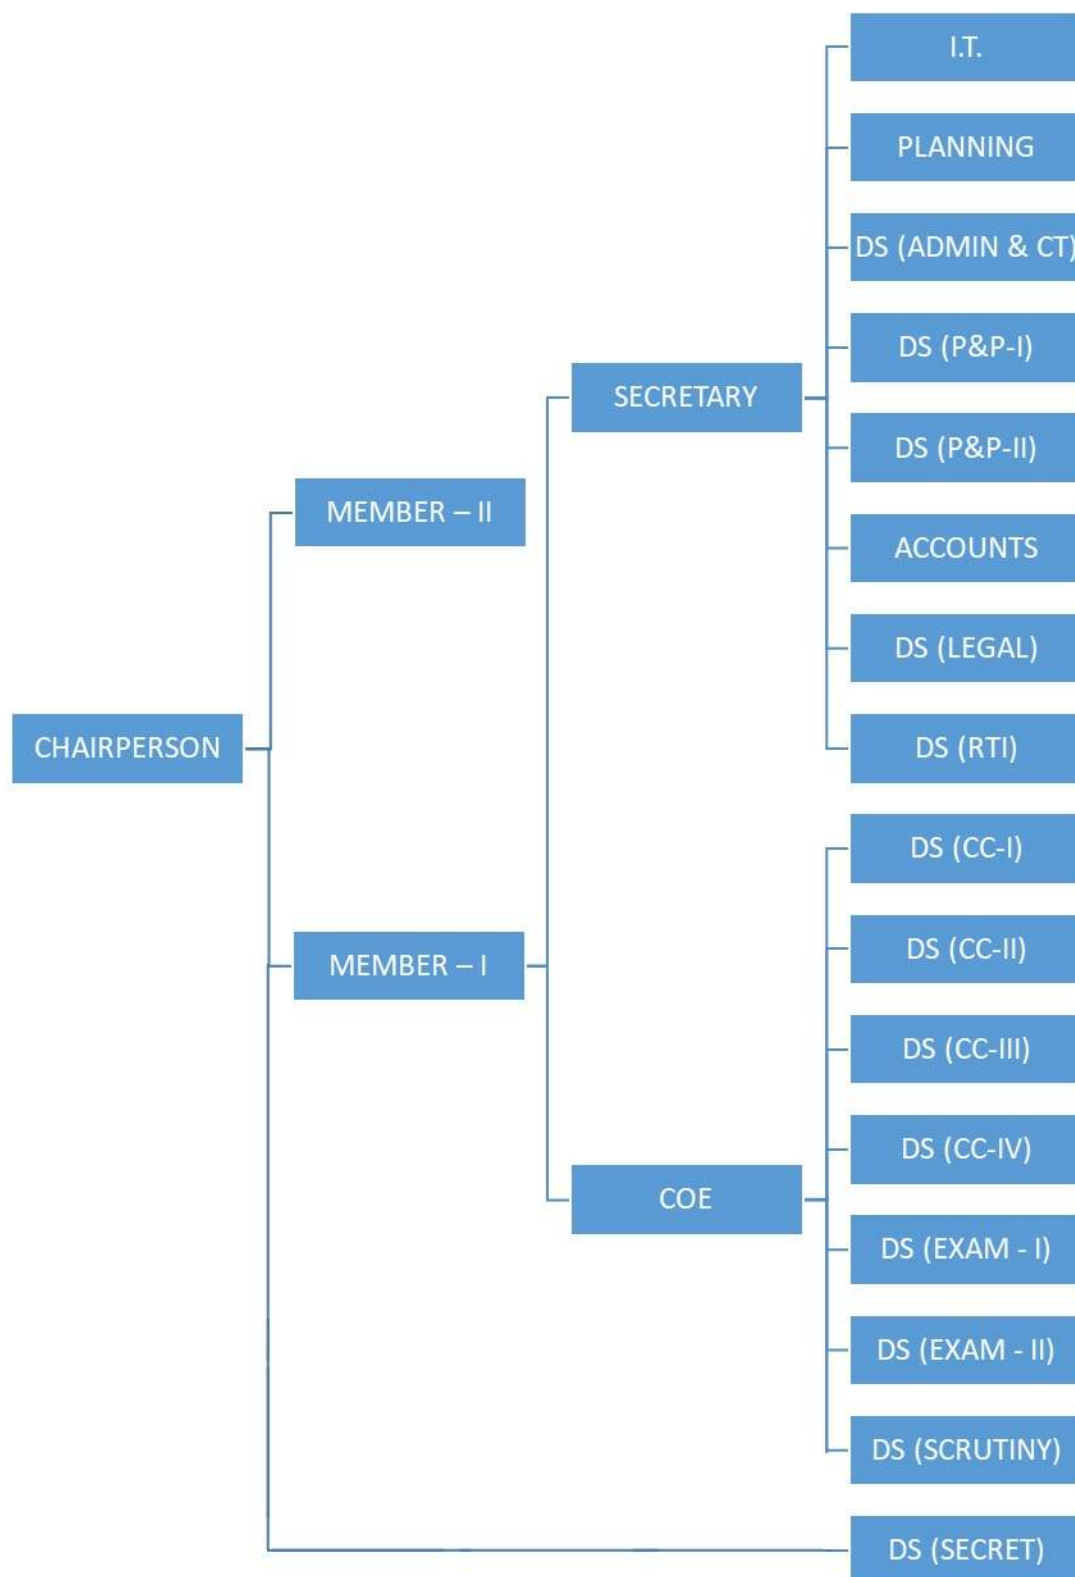 I.T.
PLANNING
DS (ADMIN & CT)
DS (P&P-I)
SECRETARY
DS (P&P-II)
MEMBER – II
ACCOUNTS
DS (LEGAL)
CHAIRPERSON
DS (RTI)
DS (CC-I)
DS (CC-II)
MEMBER – I
DS (CC-III)
DS (CC-IV)
COE
DS (EXAM - I)
DS (EXAM - II)
DS (SCRUTINY)
DS (SECRET)